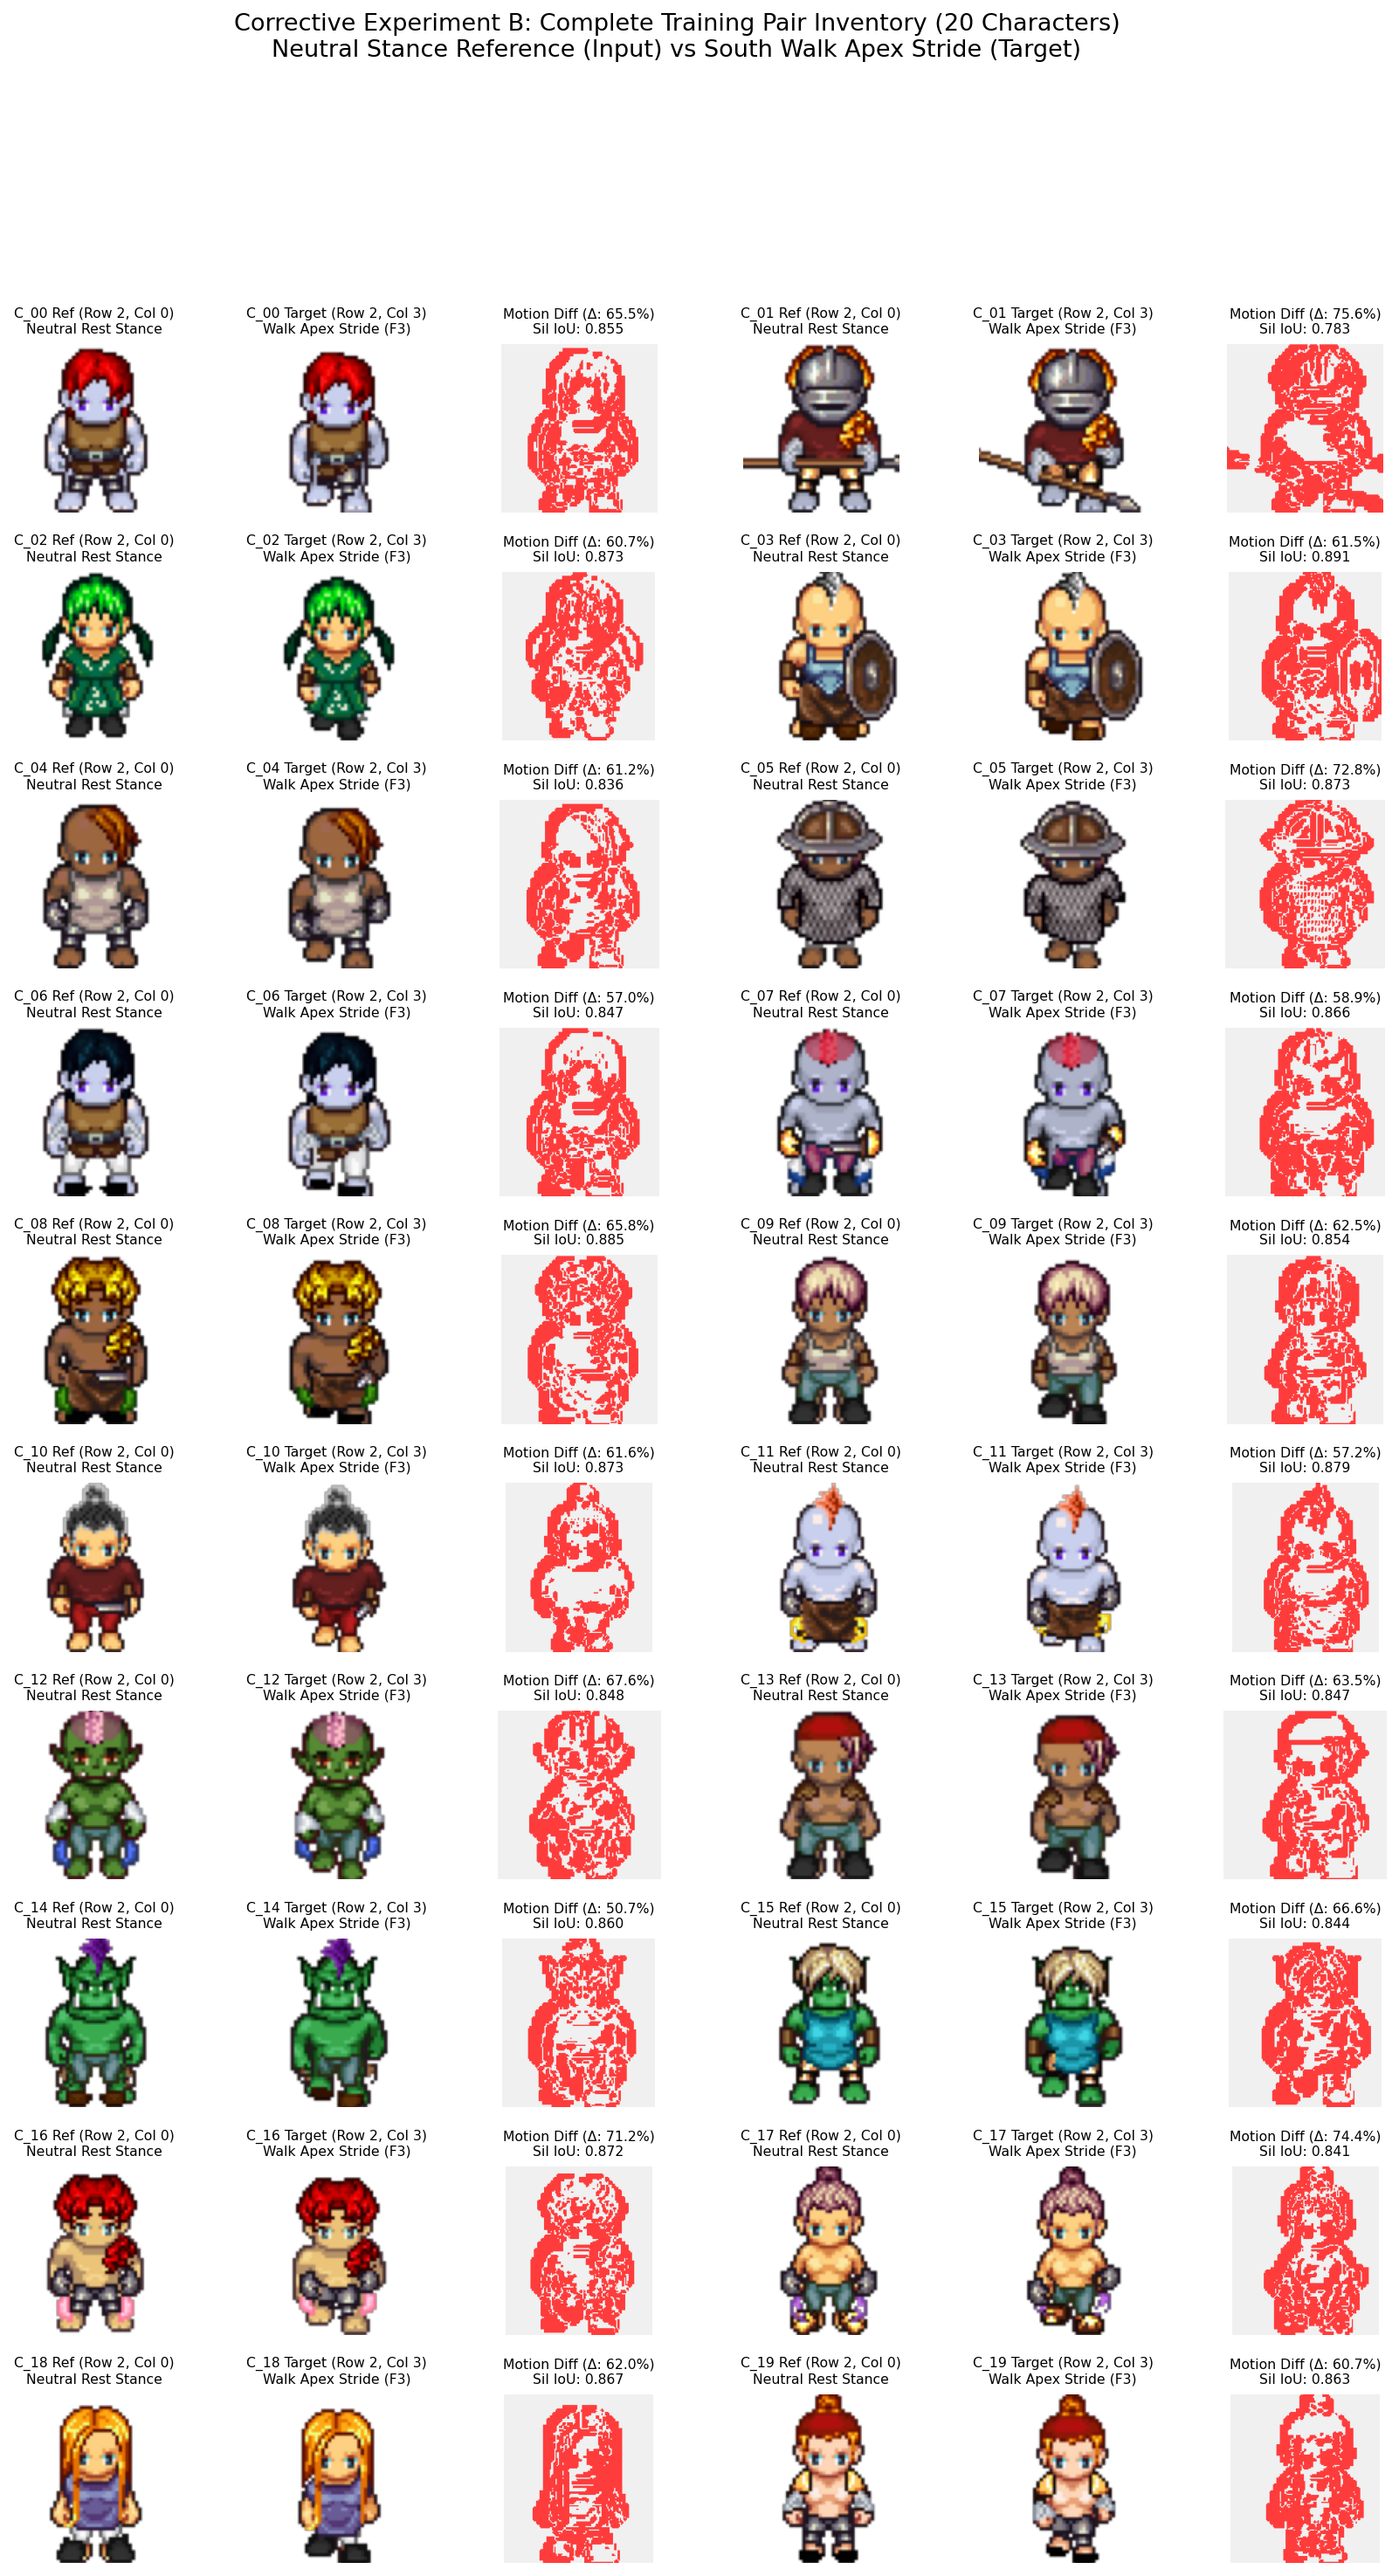 Corrective Experiment B: Complete Training Pair Inventory (20 Characters)
Neutral Stance Reference (Input) vs South Walk Apex Stride (Target)
C_00 Ref (Row 2, Col 0)
Neutral Rest Stance
C_00 Target (Row 2, Col 3)
Walk Apex Stride (F3)
Motion Diff (Δ: 65.5%)
Sil IoU: 0.855
C_01 Ref (Row 2, Col 0)
Neutral Rest Stance
C_01 Target (Row 2, Col 3)
Walk Apex Stride (F3)
Motion Diff (Δ: 75.6%)
Sil IoU: 0.783
C_02 Ref (Row 2, Col 0)
Neutral Rest Stance
C_02 Target (Row 2, Col 3)
Walk Apex Stride (F3)
Motion Diff (Δ: 60.7%)
Sil IoU: 0.873
C_03 Ref (Row 2, Col 0)
Neutral Rest Stance
C_03 Target (Row 2, Col 3)
Walk Apex Stride (F3)
Motion Diff (Δ: 61.5%)
Sil IoU: 0.891
C_04 Ref (Row 2, Col 0)
Neutral Rest Stance
C_04 Target (Row 2, Col 3)
Walk Apex Stride (F3)
Motion Diff (Δ: 61.2%)
Sil IoU: 0.836
C_05 Ref (Row 2, Col 0)
Neutral Rest Stance
C_05 Target (Row 2, Col 3)
Walk Apex Stride (F3)
Motion Diff (Δ: 72.8%)
Sil IoU: 0.873
C_06 Ref (Row 2, Col 0)
Neutral Rest Stance
C_06 Target (Row 2, Col 3)
Walk Apex Stride (F3)
Motion Diff (Δ: 57.0%)
Sil IoU: 0.847
C_07 Ref (Row 2, Col 0)
Neutral Rest Stance
C_07 Target (Row 2, Col 3)
Walk Apex Stride (F3)
Motion Diff (Δ: 58.9%)
Sil IoU: 0.866
C_08 Ref (Row 2, Col 0)
Neutral Rest Stance
C_08 Target (Row 2, Col 3)
Walk Apex Stride (F3)
Motion Diff (Δ: 65.8%)
Sil IoU: 0.885
C_09 Ref (Row 2, Col 0)
Neutral Rest Stance
C_09 Target (Row 2, Col 3)
Walk Apex Stride (F3)
Motion Diff (Δ: 62.5%)
Sil IoU: 0.854
C_10 Ref (Row 2, Col 0)
Neutral Rest Stance
C_10 Target (Row 2, Col 3)
Walk Apex Stride (F3)
Motion Diff (Δ: 61.6%)
Sil IoU: 0.873
C_11 Ref (Row 2, Col 0)
Neutral Rest Stance
C_11 Target (Row 2, Col 3)
Walk Apex Stride (F3)
Motion Diff (Δ: 57.2%)
Sil IoU: 0.879
C_12 Ref (Row 2, Col 0)
Neutral Rest Stance
C_12 Target (Row 2, Col 3)
Walk Apex Stride (F3)
Motion Diff (Δ: 67.6%)
Sil IoU: 0.848
C_13 Ref (Row 2, Col 0)
Neutral Rest Stance
C_13 Target (Row 2, Col 3)
Walk Apex Stride (F3)
Motion Diff (Δ: 63.5%)
Sil IoU: 0.847
C_14 Ref (Row 2, Col 0)
Neutral Rest Stance
C_14 Target (Row 2, Col 3)
Walk Apex Stride (F3)
Motion Diff (Δ: 50.7%)
Sil IoU: 0.860
C_15 Ref (Row 2, Col 0)
Neutral Rest Stance
C_15 Target (Row 2, Col 3)
Walk Apex Stride (F3)
Motion Diff (Δ: 66.6%)
Sil IoU: 0.844
C_16 Ref (Row 2, Col 0)
Neutral Rest Stance
C_16 Target (Row 2, Col 3)
Walk Apex Stride (F3)
Motion Diff (Δ: 71.2%)
Sil IoU: 0.872
C_17 Ref (Row 2, Col 0)
Neutral Rest Stance
C_17 Target (Row 2, Col 3)
Walk Apex Stride (F3)
Motion Diff (Δ: 74.4%)
Sil IoU: 0.841
C_18 Ref (Row 2, Col 0)
Neutral Rest Stance
C_18 Target (Row 2, Col 3)
Walk Apex Stride (F3)
Motion Diff (Δ: 62.0%)
Sil IoU: 0.867
C_19 Ref (Row 2, Col 0)
Neutral Rest Stance
C_19 Target (Row 2, Col 3)
Walk Apex Stride (F3)
Motion Diff (Δ: 60.7%)
Sil IoU: 0.863